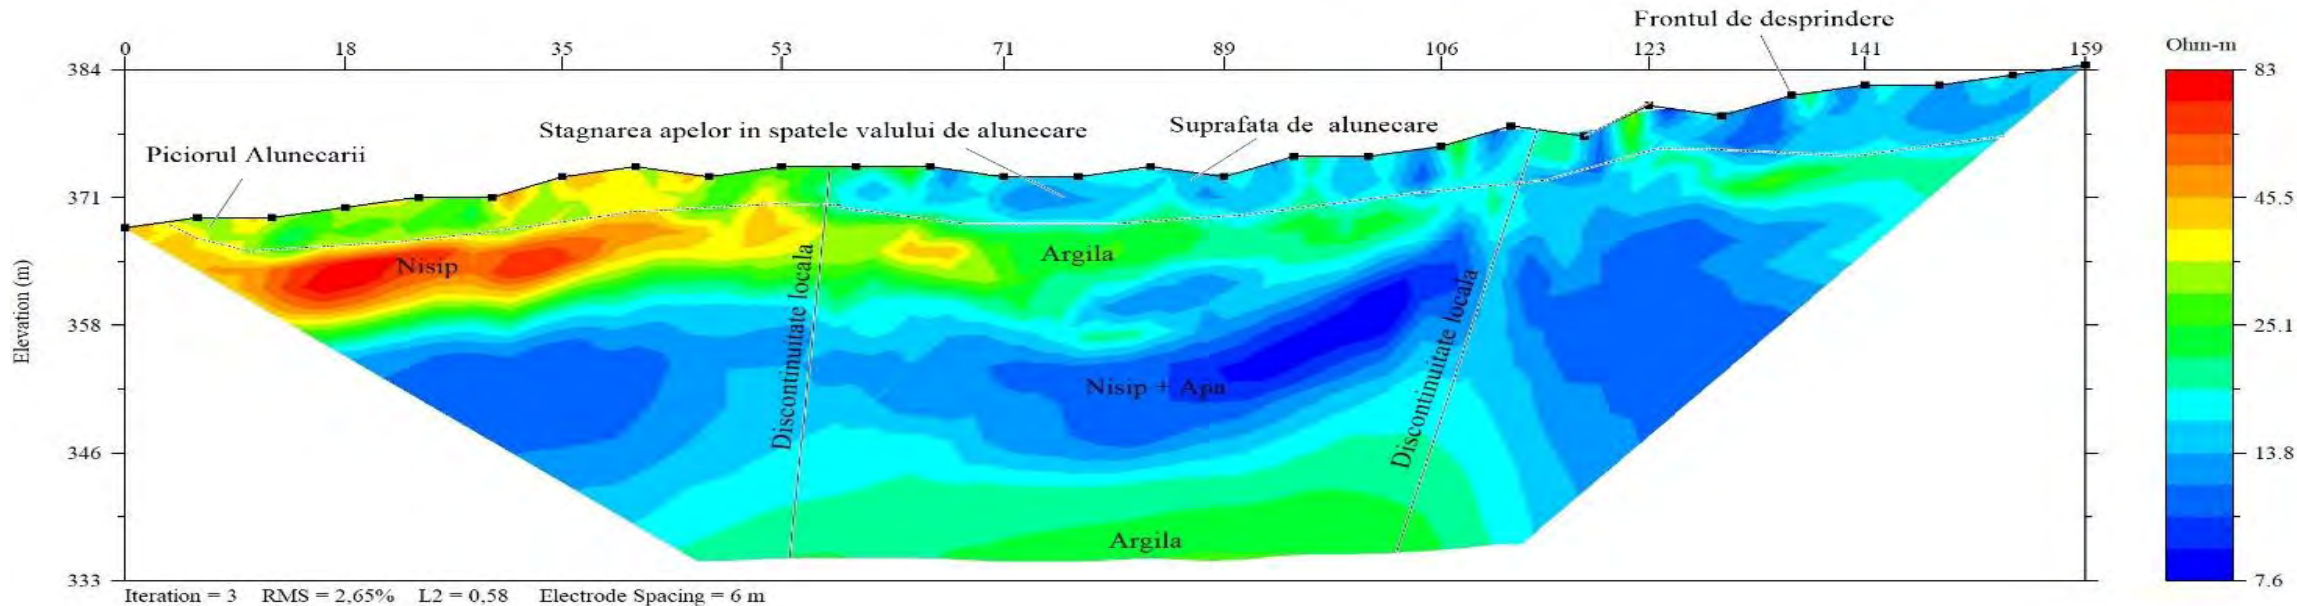 Frontul de desprindere
0 18 35 53 71 89 106 123 141 159
Ohm-m
384
371
358
346
333
Elevation (m)
83
45.5
25.1
13.8
7.6
Stagnarea apelor in spatele valului de alunecare
Suprafata de alunecare
Piciorul Alunecarii
Nisip
Argila
Discontinuitate locala
Discontinuitate locala
Nisip + Apa
Argila
Iteration = 3 RMS = 2,65% L2 = 0,58 Electrode Spacing = 6 m